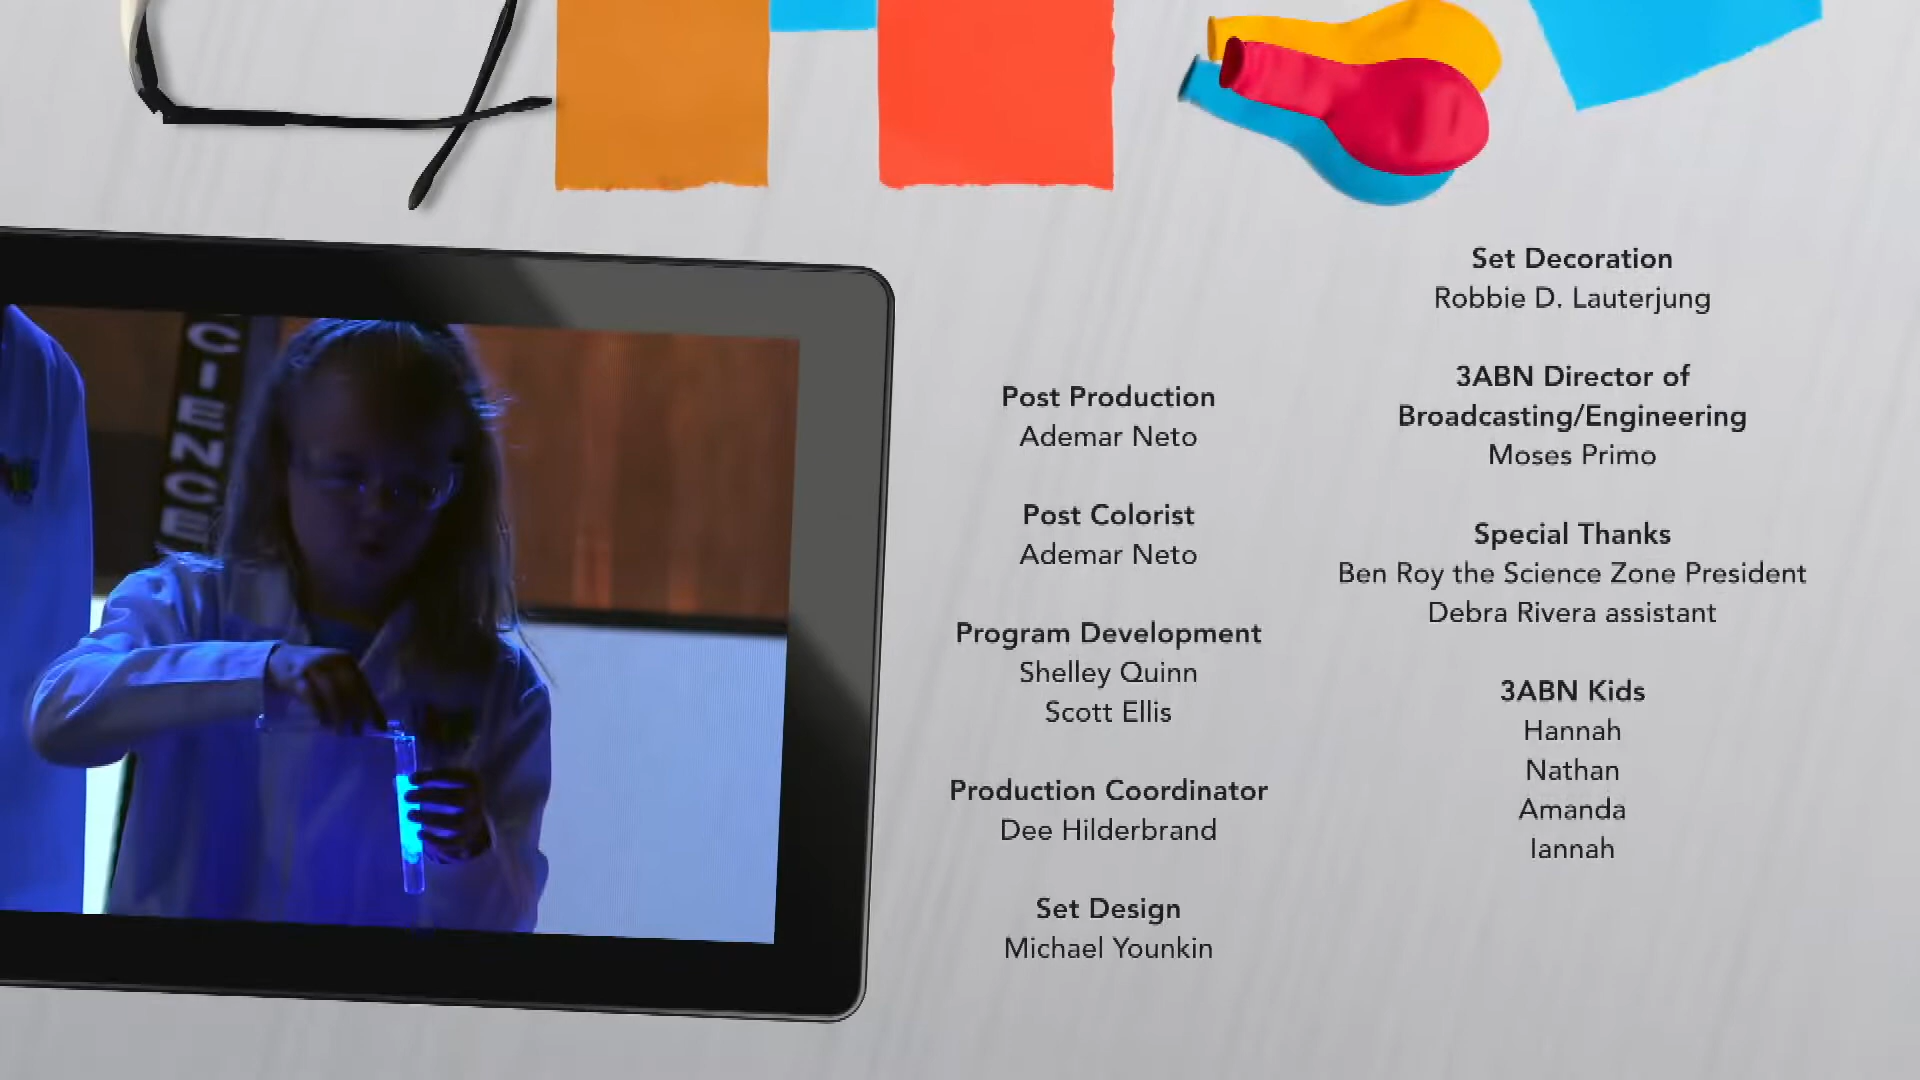 CIENCE
Post Production
Ademar Neto
Post Colorist
Ademar Neto
Program Development
Shelley Quinn
Scott Ellis
Production Coordinator
Dee Hilderbrand
Set Design
Michael Younkin
Set Decoration
Robbie D. Lauterjung
3ABN Director of
Broadcasting/Engineering
Moses Primo
Special Thanks
Ben Roy the Science Zone President
Debra Rivera assistant
3ABN Kids
Hannah
Nathan
Amanda
Iannah